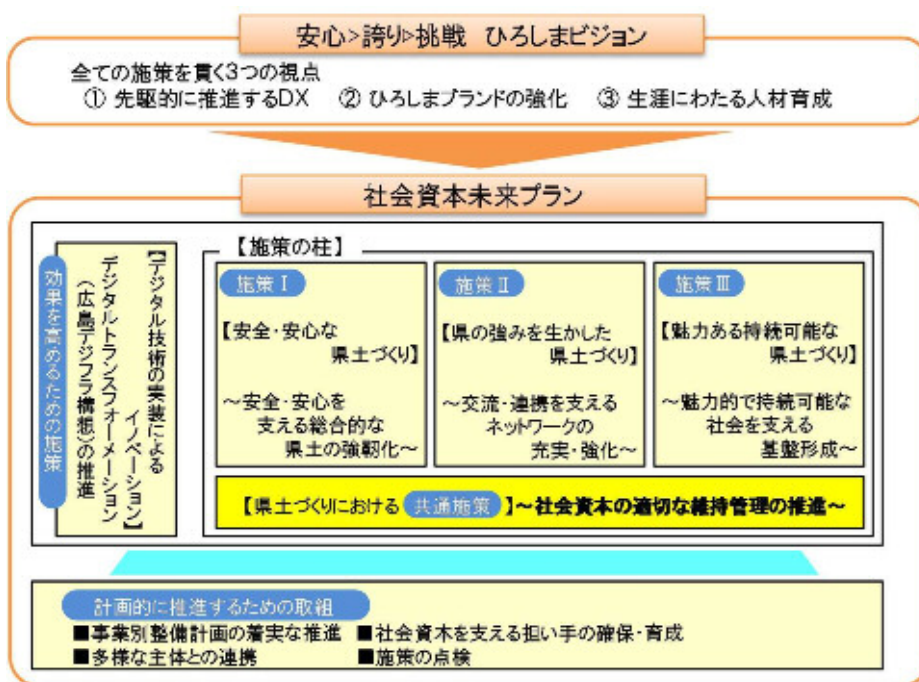 安心>誇り>挑戦 ひろしまビジョン
全ての施策を貫く3つの視点
① 先駆的に推進するDX ② ひろしまブランドの強化 ③ 生涯にわたる人材育成
社会資本未来プラン
効果を高めるための施策
【デジタル技術の実装による
イノベーション】
デジタルトランスフォーメーション
(広島デジフラ構想)の推進
【施策の柱】
施策Ⅰ
【安全・安心な
県土づくり】
～安全・安心を
支える総合的な
県土の強靭化～
施策Ⅱ
【県の強みを生かした
県土づくり】
～交流・連携を支える
ネットワークの
充実・強化～
施策Ⅲ
【魅力ある持続可能な
県土づくり】
～魅力的で持続可能な
社会を支える
基盤形成～
【県土づくりにおける 共通施策 】～社会資本の適切な維持管理の推進～
計画的に推進するための取組
■事業別整備計画の着実な推進 ■社会資本を支える担い手の確保・育成
■多様な主体との連携 ■施策の点検